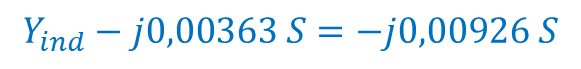 Y_ind − j0,00363 S = −j0,00926 S